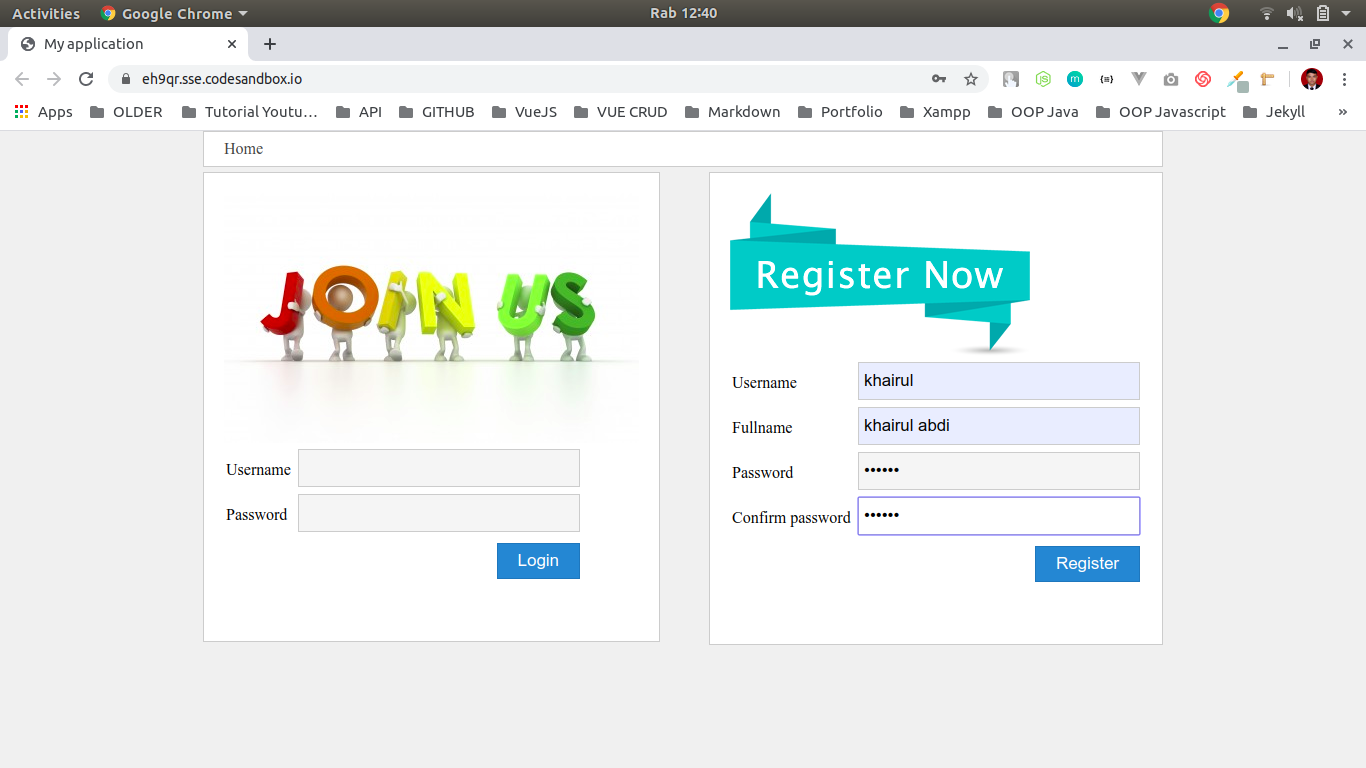 Activities Google Chrome Rab 12:40
My application
eh9qr.sse.codesandbox.io
Apps OLDER Tutorial Youtu… API GITHUB VueJS VUE CRUD Markdown Portfolio Xampp OOP Java OOP Javascript Jekyll »
Home
JOIN US
Username
Password
Login
Register Now
Username khairul
Fullname khairul abdi
Password ••••••
Confirm password ••••••
Register